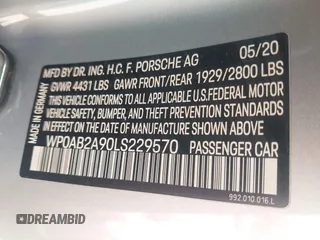 MFD BY DR. ING. H.C. F. PORSCHE AG 05/20
GVWR 4431 LBS GAWR FRONT/REAR 1929/2800 LBS
THIS VEHICLE CONFORMS TO ALL APPLICABLE U.S. FEDERAL MOTOR
VEHICLE SAFETY, BUMPER, AND THEFT PREVENTION STANDARDS IN
EFFECT ON THE DATE OF MANUFACTURE SHOWN ABOVE.
WP0AB2A90LS229570 PASSENGER CAR
992.010.016.L
MADE IN GERMANY
DREAMBID